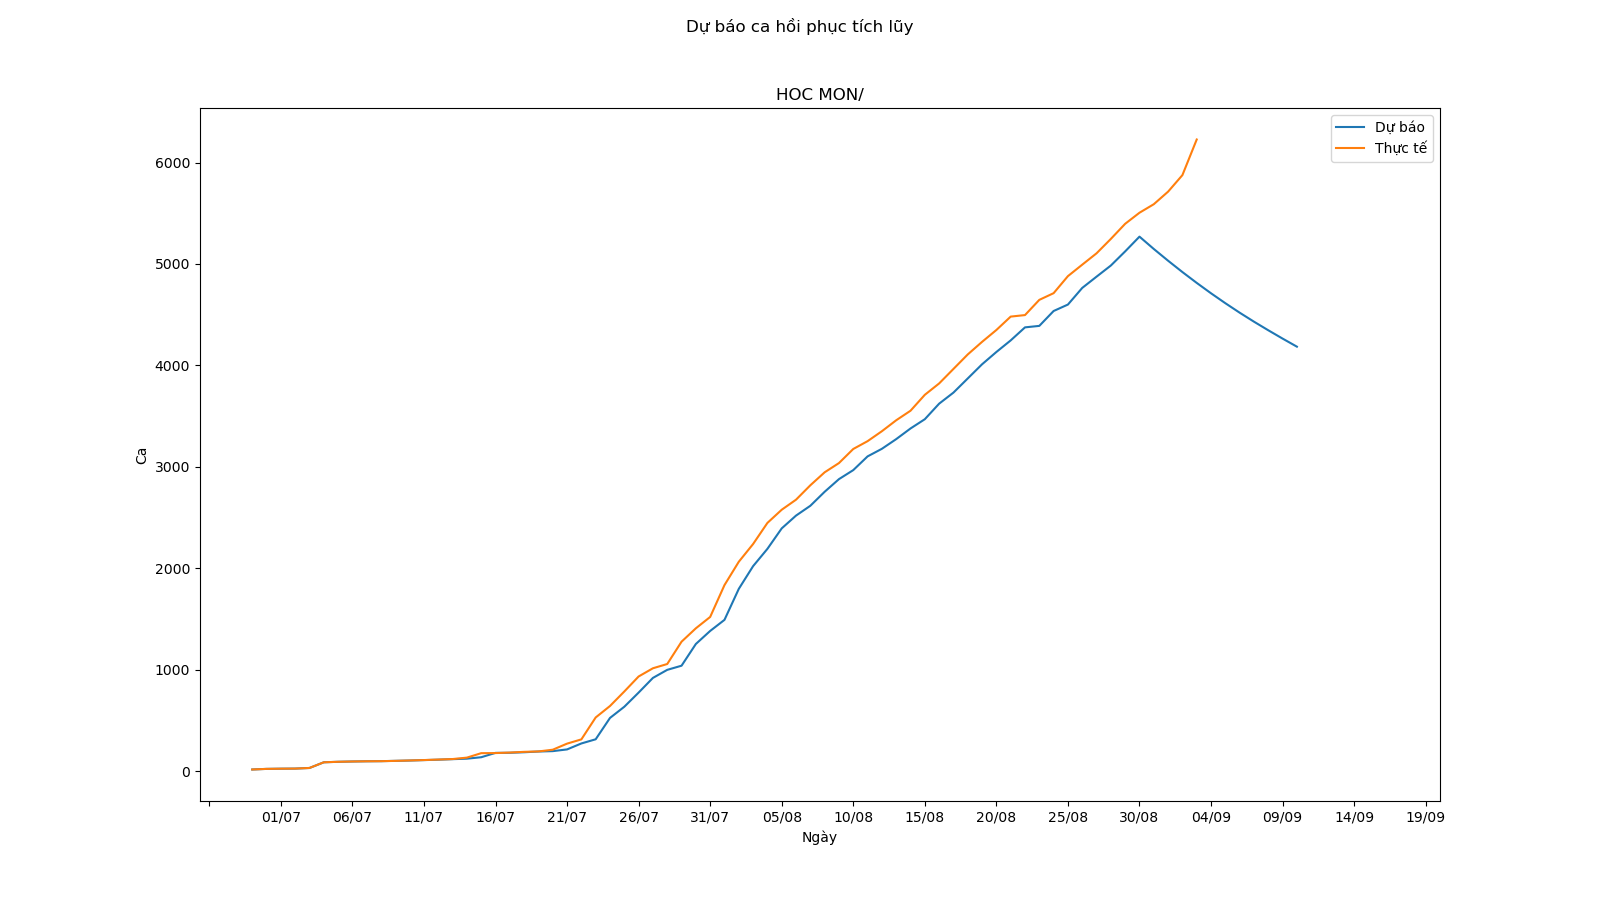 Dự báo ca hồi phục tích lũy
HOC MON/
Dự báo
Thực tế
6000
5000
4000
3000
2000
1000
0
Ca
01/07 06/07 11/07 16/07 21/07 26/07 31/07 05/08 10/08 15/08 20/08 25/08 30/08 04/09 09/09 14/09 19/09
Ngày